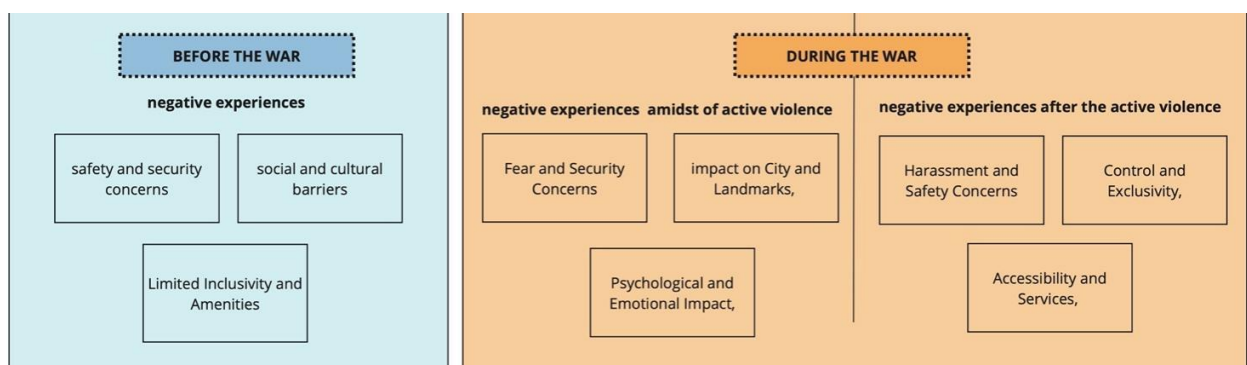 BEFORE THE WAR
negative experiences
safety and security
concerns
social and cultural
barriers
Limited Inclusivity and
Amenities
DURING THE WAR
negative experiences amidst of active violence
Fear and Security
Concerns
impact on City and
Landmarks,
Psychological and
Emotional Impact,
negative experiences after the active violence
Harassment and
Safety Concerns
Control and
Exclusivity,
Accessibility and
Services,